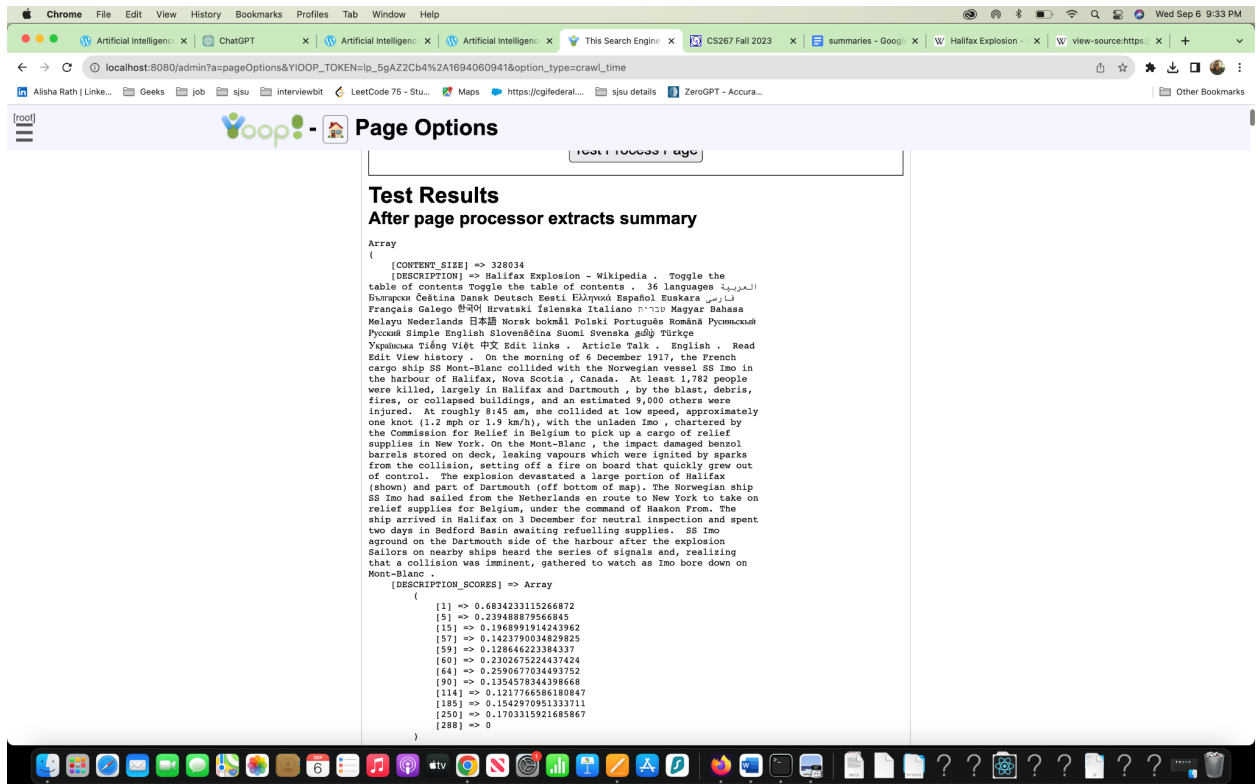 Chrome File Edit View History Bookmarks Profiles Tab Window Help Wed Sep 6 9:33 PM
Artificial Intelligenc ChatGPT Artificial Intelligenc Artificial Intelligenc This Search Engine CS267 Fall 2023 summaries - Googl Halifax Explosion - view-source:https:/
localhost:8080/admin?a=pageOptions&YIOOP_TOKEN=lp_5gAZ2Cb4%2A1694060941&option_type=crawl_time
Alisha Rath | Linke... Geeks job sjsu interviewbit LeetCode 75 - Stu... Maps https://cgifederal.... sjsu details ZeroGPT - Accura... Other Bookmarks
[root]
Yoop! - Page Options
Test Process Page
Test Results
After page processor extracts summary
Array
(
[CONTENT_SIZE] => 328034
[DESCRIPTION] => Halifax Explosion - Wikipedia . Toggle the
table of contents Toggle the table of contents . 36 languages العربية
Български Čeština Dansk Deutsch Eesti Ελληνικά Español Euskara فارسی
Français Galego 한국어 Hrvatski Íslenska Italiano עברית Magyar Bahasa
Melayu Nederlands 日本語 Norsk bokmål Polski Português Română Русиньскый
Русский Simple English Slovenščina Suomi Svenska தமிழ் Türkçe
Українська Tiếng Việt 中文 Edit links . Article Talk . English . Read
Edit View history . On the morning of 6 December 1917, the French
cargo ship SS Mont-Blanc collided with the Norwegian vessel SS Imo in
the harbour of Halifax, Nova Scotia , Canada. At least 1,782 people
were killed, largely in Halifax and Dartmouth , by the blast, debris,
fires, or collapsed buildings, and an estimated 9,000 others were
injured. At roughly 8:45 am, she collided at low speed, approximately
one knot (1.2 mph or 1.9 km/h), with the unladen Imo , chartered by
the Commission for Relief in Belgium to pick up a cargo of relief
supplies in New York. On the Mont-Blanc , the impact damaged benzol
barrels stored on deck, leaking vapours which were ignited by sparks
from the collision, setting off a fire on board that quickly grew out
of control. The explosion devastated a large portion of Halifax
(shown) and part of Dartmouth (off bottom of map). The Norwegian ship
SS Imo had sailed from the Netherlands en route to New York to take on
relief supplies for Belgium, under the command of Haakon From. The
ship arrived in Halifax on 3 December for neutral inspection and spent
two days in Bedford Basin awaiting refuelling supplies. SS Imo
aground on the Dartmouth side of the harbour after the explosion
Sailors on nearby ships heard the series of signals and, realizing
that a collision was imminent, gathered to watch as Imo bore down on
Mont-Blanc .
[DESCRIPTION_SCORES] => Array
(
[1] => 0.6834233115266872
[5] => 0.239488879566845
[15] => 0.1968991914243962
[57] => 0.1423790034829825
[59] => 0.128646223384337
[60] => 0.2302675224437424
[64] => 0.2590677034493752
[90] => 0.1354578344398668
[114] => 0.1217766586180847
[185] => 0.1542970951333711
[250] => 0.1703315921685867
[288] => 0
)